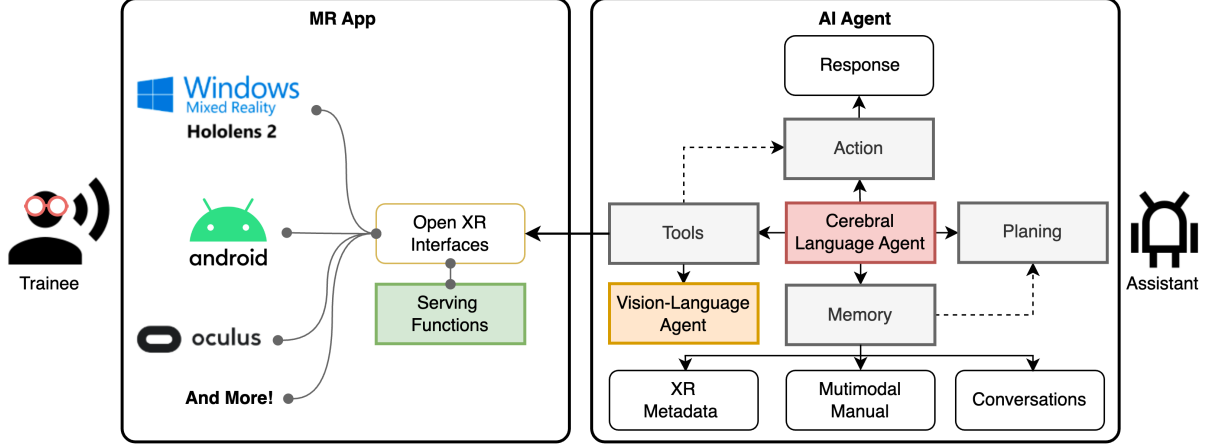 MR App
Windows
Mixed Reality
Hololens 2
android
oculus
And More!
Open XR
Interfaces
Serving
Functions
Trainee
AI Agent
Response
Action
Tools
Cerebral
Language Agent
Planing
Vision-Language
Agent
Memory
XR
Metadata
Mutimodal
Manual
Conversations
Assistant